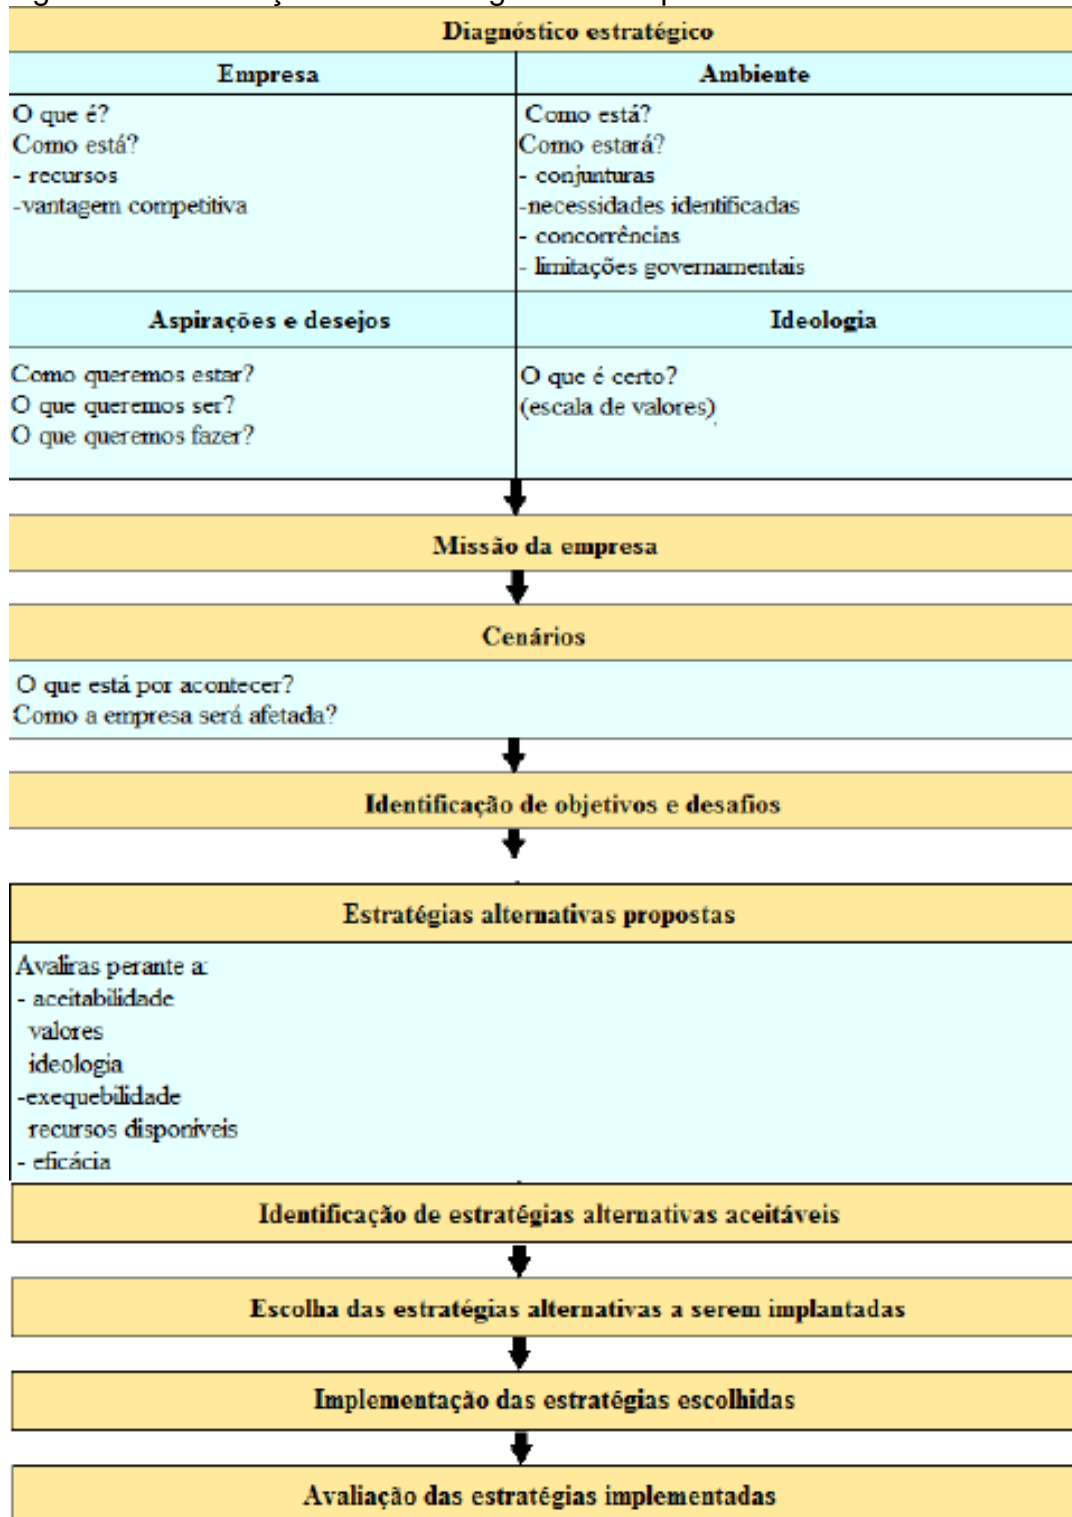 Diagnóstico estratégico
Empresa
Ambiente
O que é?
Como está?
- recursos
-vantagem competitiva
Como está?
Como estará?
- conjunturas
-necessidades identificadas
- concorrências
- limitações governamentais
Aspirações e desejos
Ideologia
Como queremos estar?
O que queremos ser?
O que queremos fazer?
O que é certo?
(escala de valores)
Missão da empresa
Cenários
O que está por acontecer?
Como a empresa será afetada?
Identificação de objetivos e desafios
Estratégias alternativas propostas
Avaliras perante a:
- aceitabilidade
valores
ideologia
-exequebilidade
recursos disponíveis
- eficácia
Identificação de estratégias alternativas aceitáveis
Escolha das estratégias alternativas a serem implantadas
Implementação das estratégias escolhidas
Avaliação das estratégias implementadas